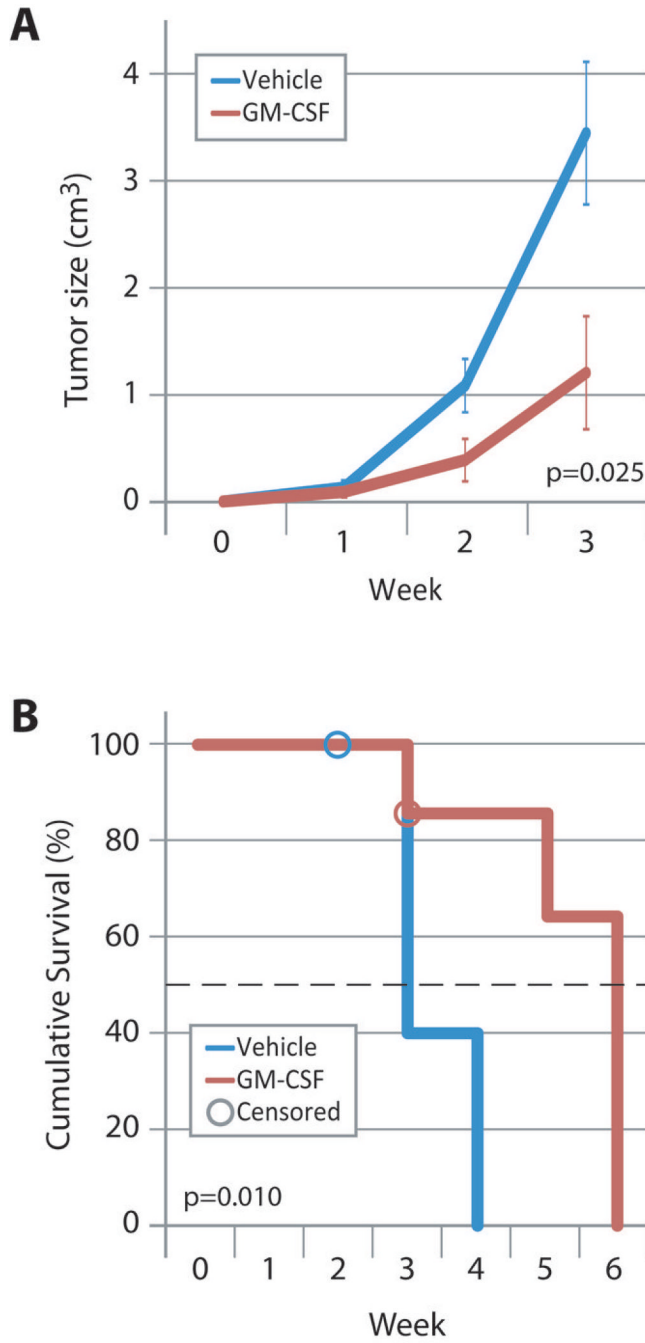 A
4
3
2
1
0
Tumor size (cm³)
Vehicle
GM-CSF
p=0.025
0 1 2 3
Week
B
100
80
60
40
20
0
Cumulative Survival (%)
Vehicle
GM-CSF
Censored
p=0.010
0 1 2 3 4 5 6
Week